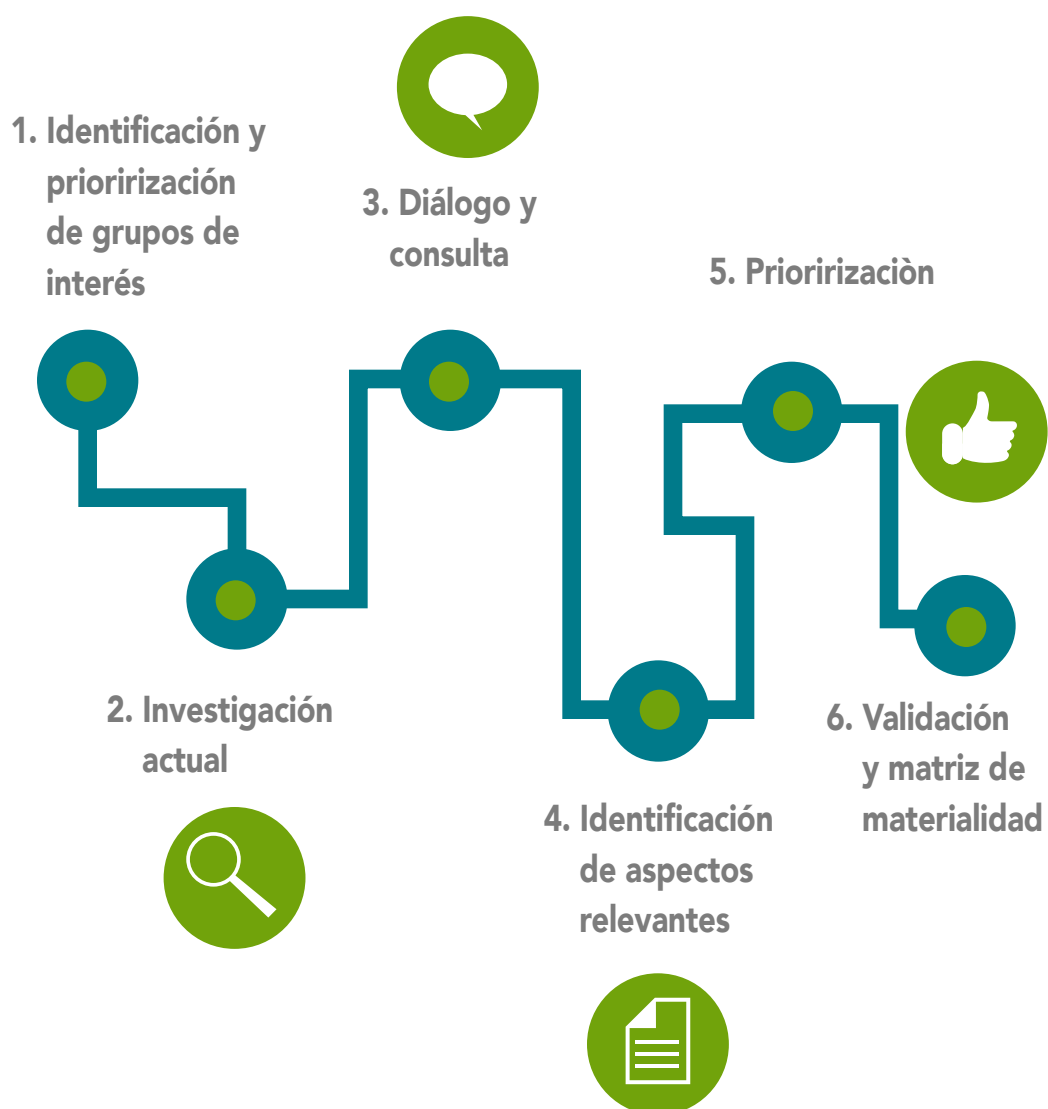 1. Identificación y
priorirización
de grupos de
interés
2. Investigación
actual
3. Diálogo y
consulta
4. Identificación
de aspectos
relevantes
5. Prioririzaciòn
6. Validación
y matriz de
materialidad